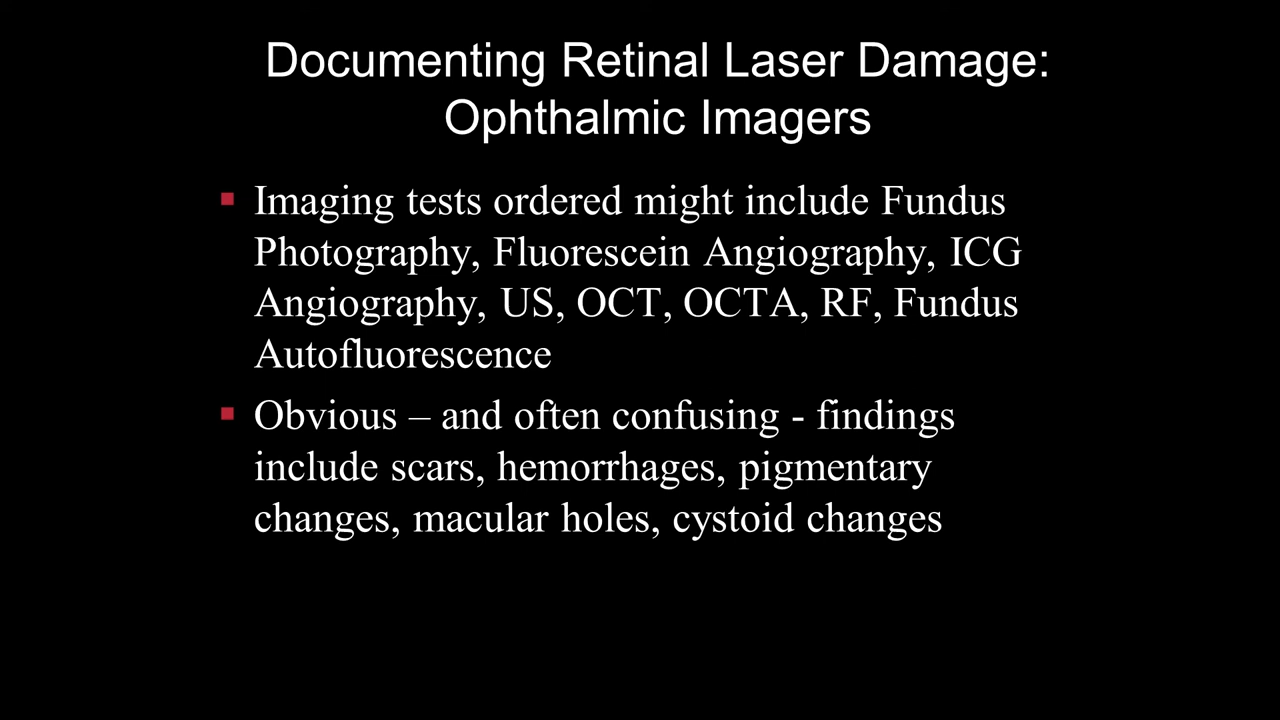 Documenting Retinal Laser Damage:
Ophthalmic Imagers
▪ Imaging tests ordered might include Fundus
Photography, Fluorescein Angiography, ICG
Angiography, US, OCT, OCTA, RF, Fundus
Autofluorescence
▪ Obvious – and often confusing - findings
include scars, hemorrhages, pigmentary
changes, macular holes, cystoid changes